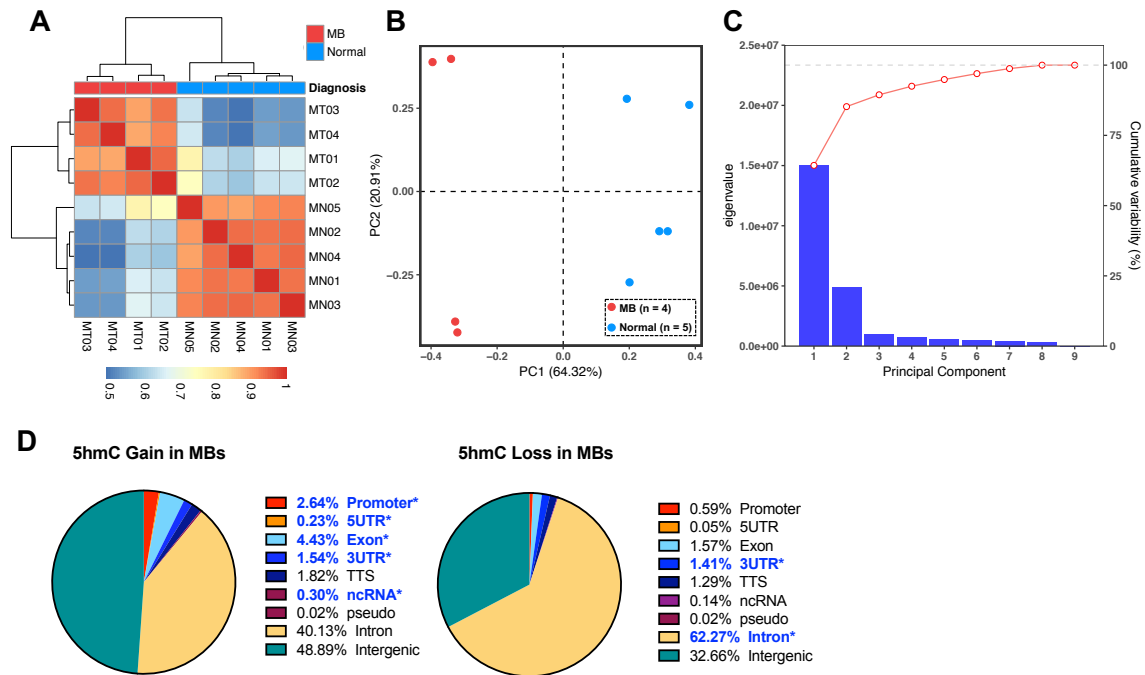 A
MB
Normal
Diagnosis
MT03
MT04
MT01
MT02
MN05
MN02
MN04
MN01
MN03
MT03
MT04
MT01
MT02
MN05
MN02
MN04
MN01
MN03
0.5
0.6
0.7
0.8
0.9
1
B
PC2 (20.91%)
0.25
0.00
−0.25
MB (n = 4)
Normal (n = 5)
−0.4 −0.2 0.0 0.2 0.4
PC1 (64.32%)
C
eigenvalue
2.5e+07
2.0e+07
1.5e+07
1.0e+07
5.0e+06
0.0e+00
100
75
50
25
0
Cumulative variability (%)
1 2 3 4 5 6 7 8 9
Principal Component
D
5hmC Gain in MBs
2.64% Promoter*
0.23% 5UTR*
4.43% Exon*
1.54% 3UTR*
1.82% TTS
0.30% ncRNA*
0.02% pseudo
40.13% Intron
48.89% Intergenic
5hmC Loss in MBs
0.59% Promoter
0.05% 5UTR
1.57% Exon
1.41% 3UTR*
1.29% TTS
0.14% ncRNA
0.02% pseudo
62.27% Intron*
32.66% Intergenic